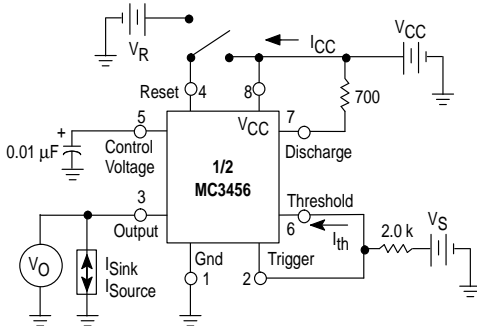 V_R
I_CC
V_CC
Reset
4
8
700
5
V_CC
7
+
0.01 μF
Control
Voltage
Discharge
1/2
MC3456
3
Threshold
Output
6
I_th
2.0 k
V_S
V_O
I_Sink
I_Source
Gnd
1
Trigger
2